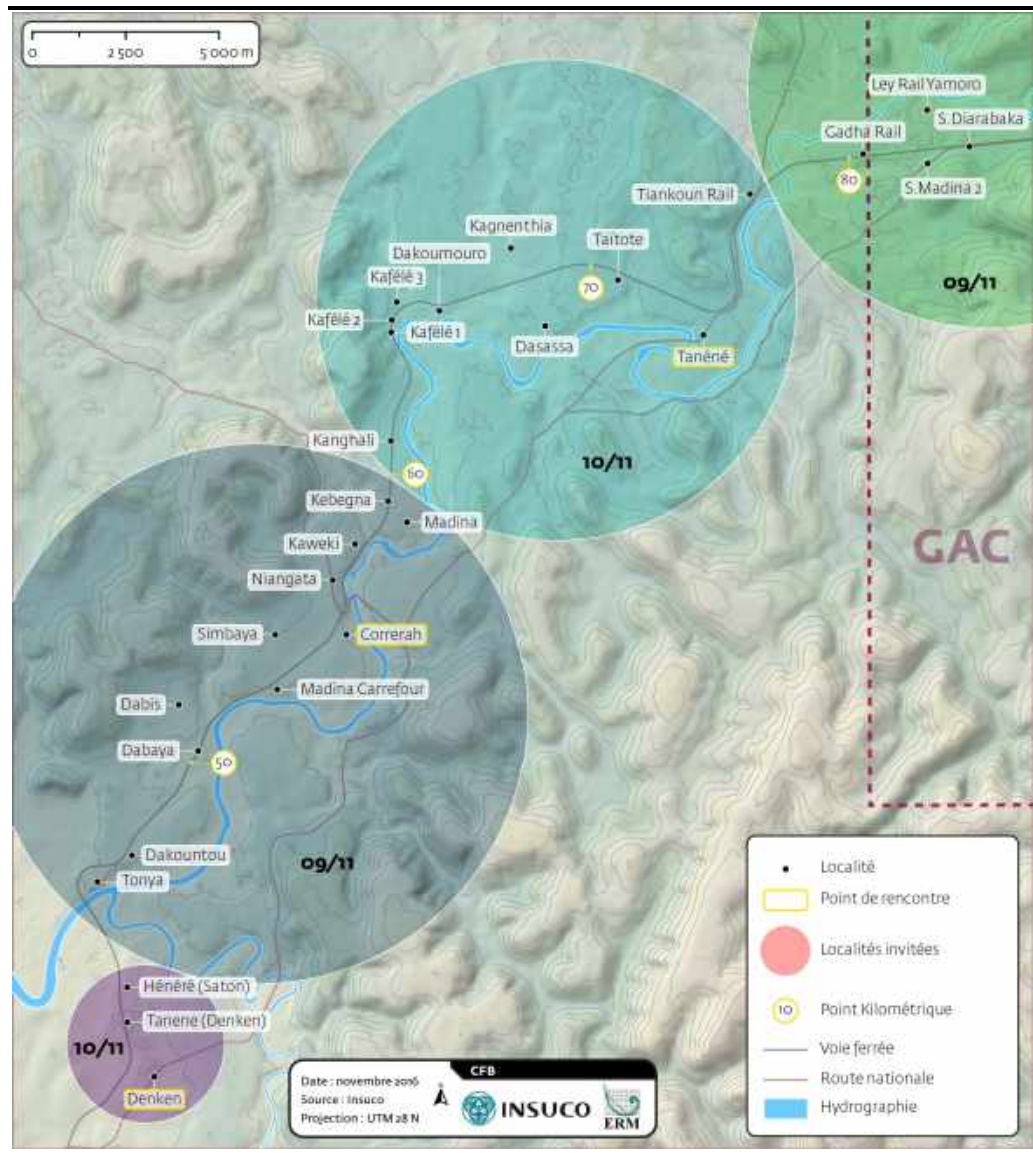 0 2 500 5 000 m
Ley Rail Yamoro
S.Diarabaka
Gadha Rail
80
S.Madina 2
Tiankoun Rail
Kagnenthia
Taïtote
Dakoumouro
Kafélé 3
70
09/11
Kafélé 2
Kafélé 1
Dasassa
Tanéné
Kanghali
10/11
60
Kebegna
Madina
GAC
Kaweki
Niangata
Simbaya
Correrah
Madina Carrefour
Dabis
Dabaya
50
Dakountou
09/11
Tonya
Hénéré (Saton)
Tanene (Denken)
10/11
Denken
Localité
Point de rencontre
Localités invitées
10
Point Kilométrique
Voie ferrée
Route nationale
Hydrographie
CFB
Date : novembre 2016
Source : Insuco
Projection : UTM 28 N
INSUCO
ERM